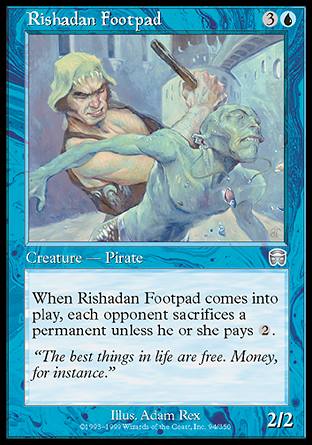 Rishadan Footpad 3
Creature — Pirate
When Rishadan Footpad comes into
play, each opponent sacrifices a
permanent unless he or she pays 2.
“The best things in life are free. Money,
for instance.”
Illus. Adam Rex
©1993–1999 Wizards of the Coast, Inc. 94/350
2/2